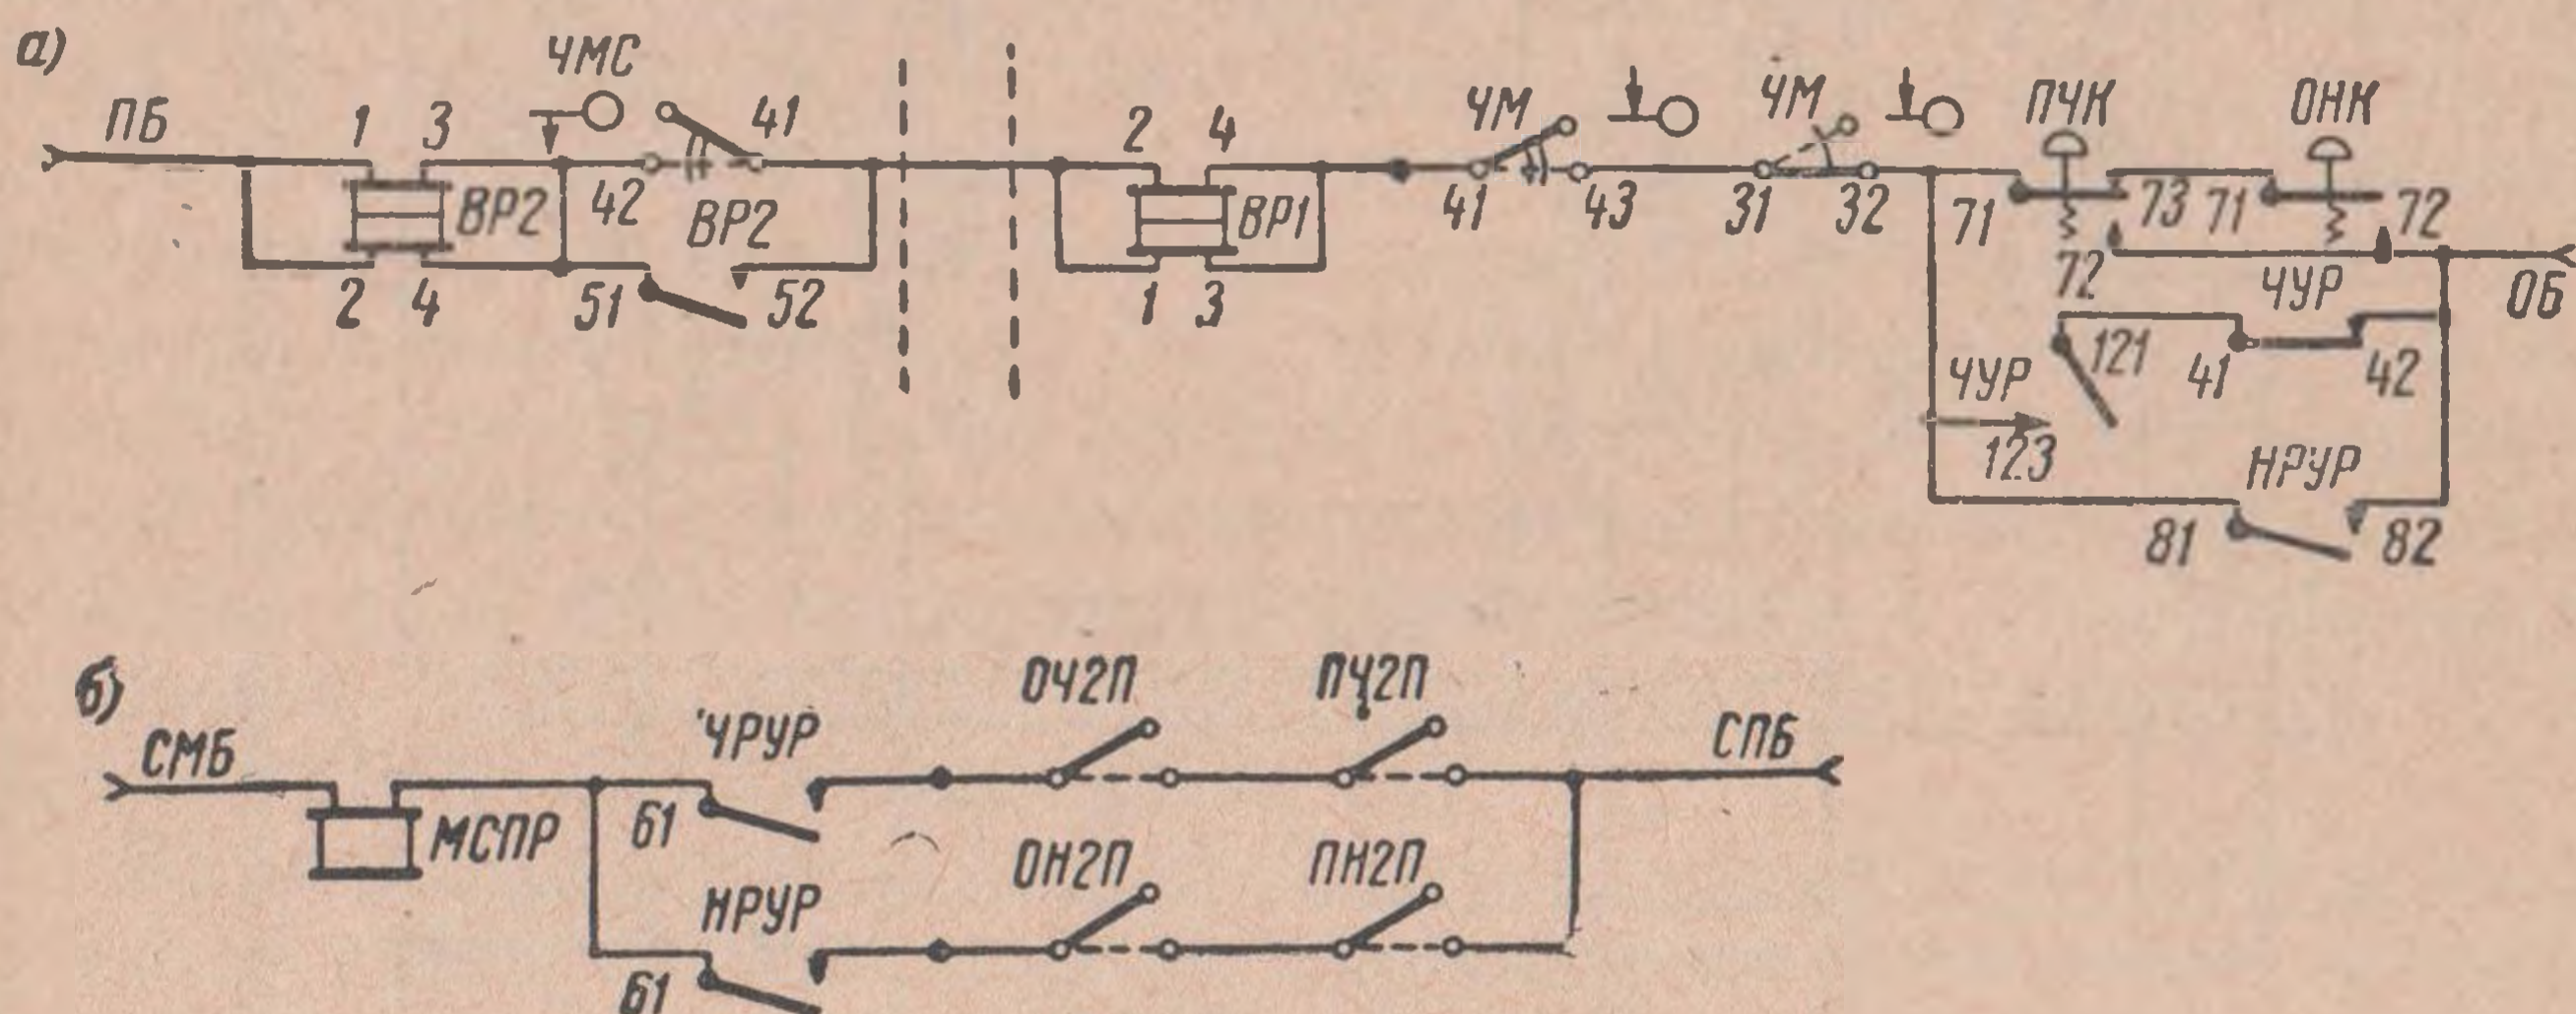 а)
ЧМС
ПБ 1 3 41 2 4 ЧМ ЧМ ПЧК ОНК
42 ВР2 ВР2 ВР1 41 43 31 32 71 73 71 72
2 4 51 52 1 3 72 ЧУР ОБ
ЧУР 121 41 42
123 НРУР
81 82
б)
ОЧ2П ПЧ2П
СМБ ЧРУР СПБ
61
МСПР ОН2П ПН2П
НРУР
61